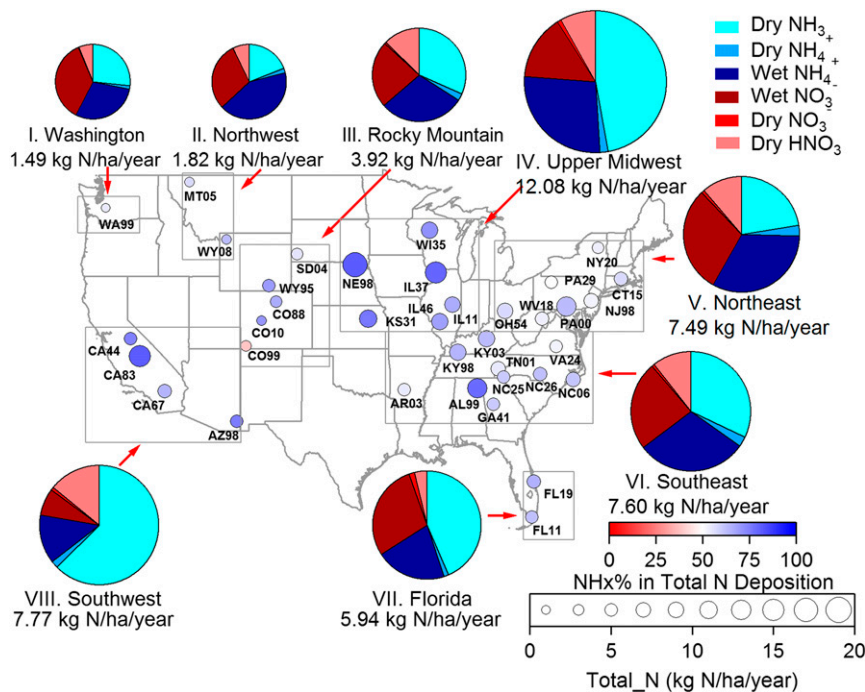 Dry NH3
Dry NH4+
Wet NH4+
Wet NO3-
Dry NO3-
Dry HNO3
I. Washington
1.49 kg N/ha/year
II. Northwest
1.82 kg N/ha/year
III. Rocky Mountain
3.92 kg N/ha/year
IV. Upper Midwest
12.08 kg N/ha/year
V. Northeast
7.49 kg N/ha/year
MT05
WA99
WY08
SD04
WI35
NY20
NE98
WY95
CO88
CO10
CO99
IL37
IL46
IL11
KS31
PA29
CT15
NJ98
WV18
OH54
PA00
CA44
CA83
CA67
AZ98
KY03
KY98
VA24
TN01
NC25
NC26
NC06
AR03
AL99
GA41
FL19
FL11
VI. Southeast
7.60 kg N/ha/year
VII. Florida
5.94 kg N/ha/year
VIII. Southwest
7.77 kg N/ha/year
0 25 50 75 100
NHx% in Total N Deposition
0 5 10 15 20
Total_N (kg N/ha/year)